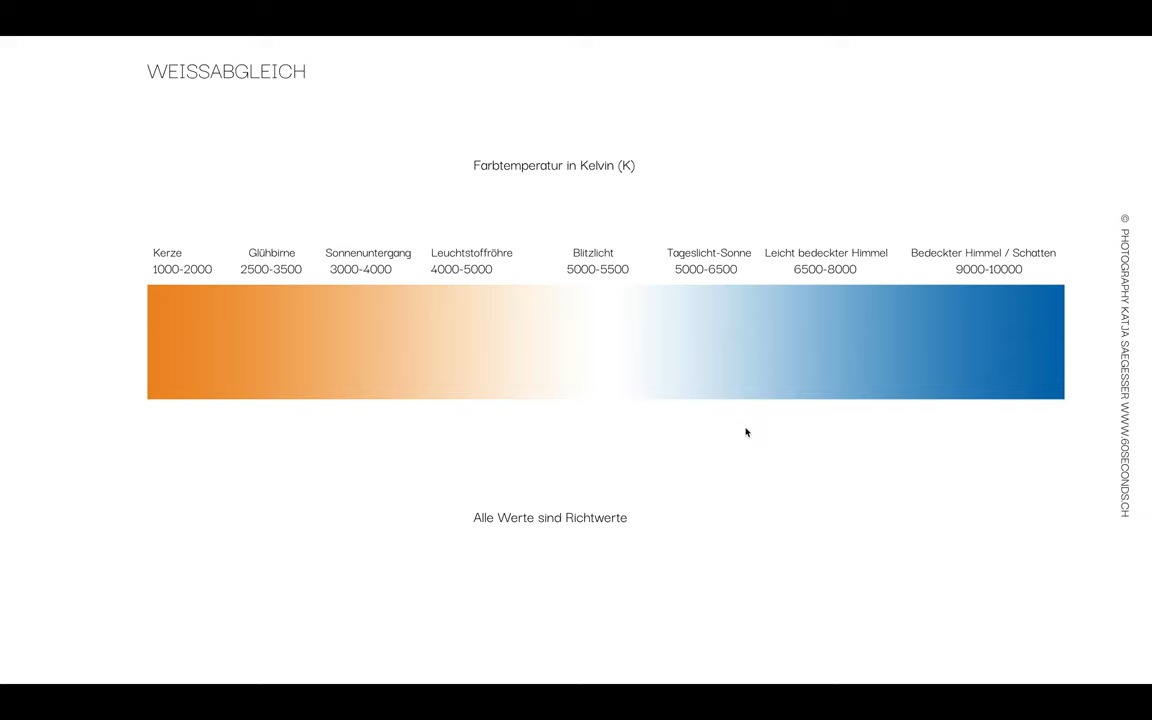 WEISSABGLEICH
Farbtemperatur in Kelvin (K)
Kerze Glühbirne Sonnenuntergang Leuchtstoffröhre Blitzlicht Tageslicht-Sonne Leicht bedeckter Himmel Bedeckter Himmel / Schatten
1000-2000 2500-3500 3000-4000 4000-5000 5000-5500 5000-6500 6500-8000 9000-10000
Alle Werte sind Richtwerte
© PHOTOGRAPHY KATJA SAEGESSER WWW.60SECONDS.CH